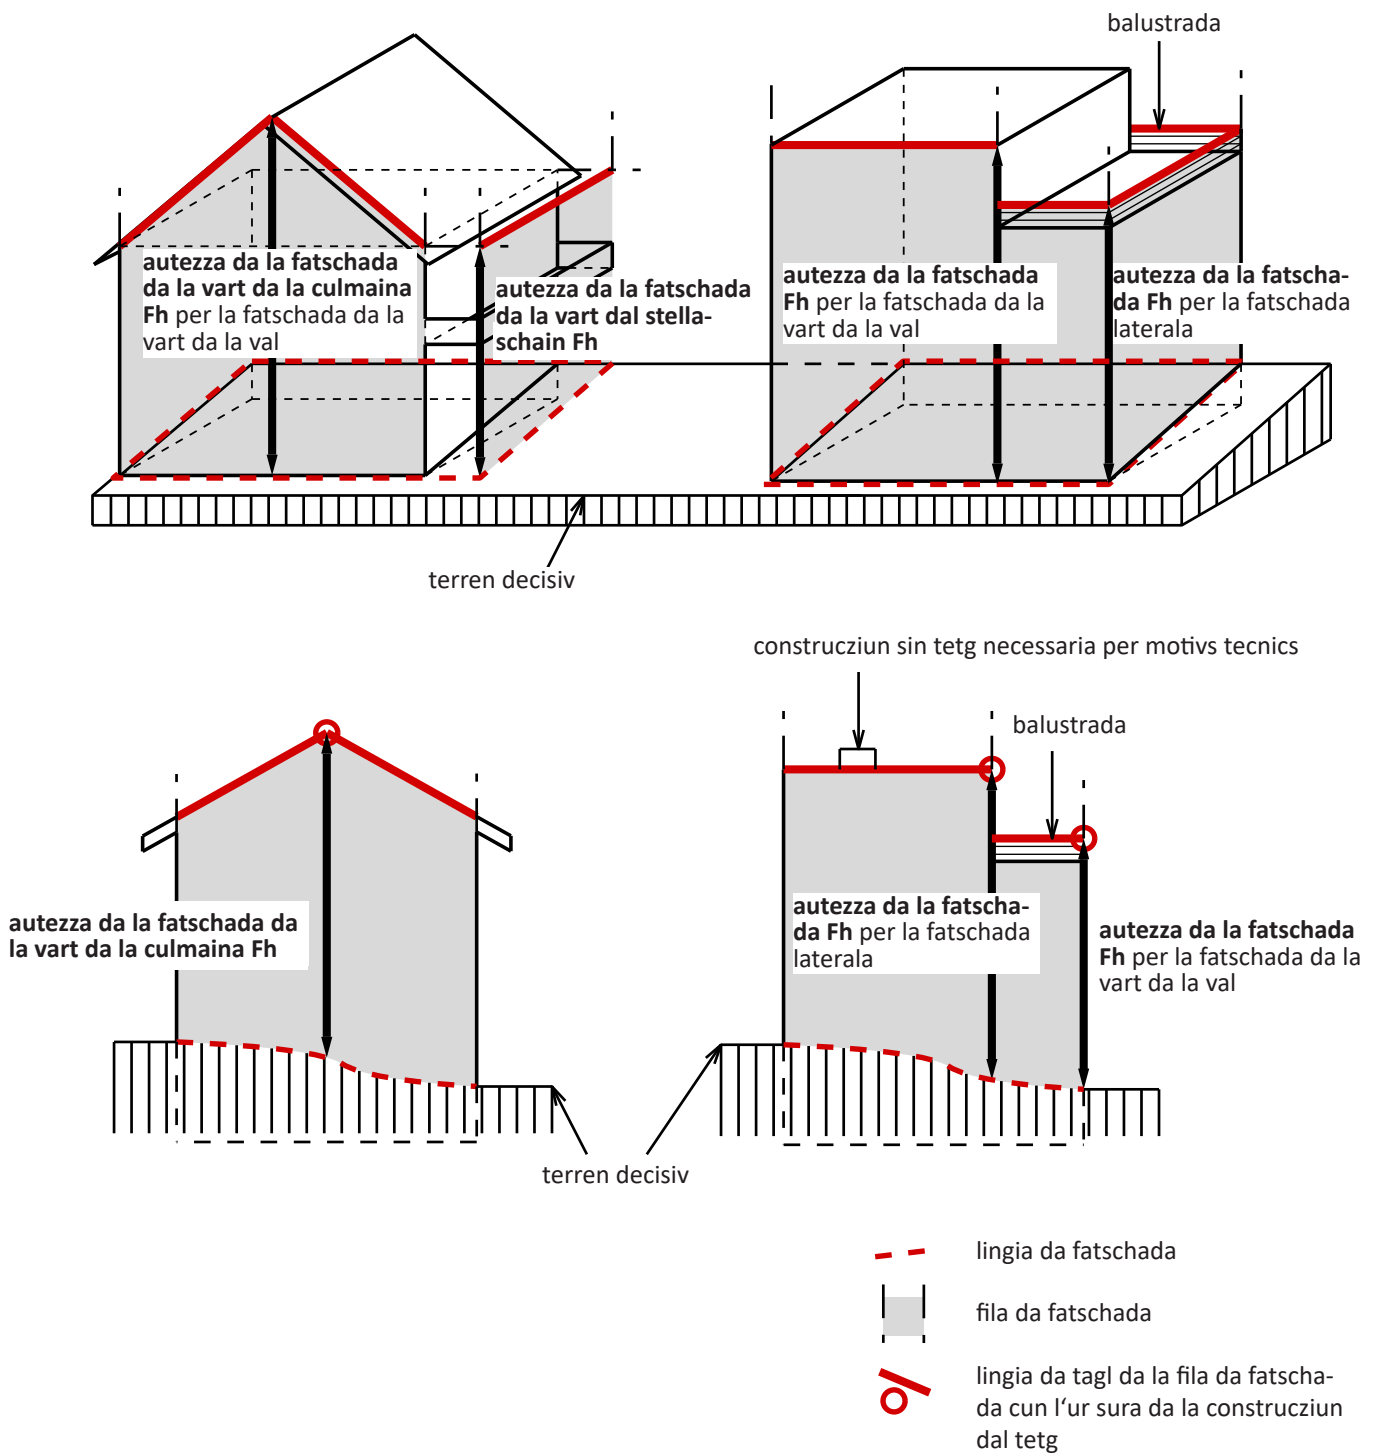 balustrada
autezza da la fatschada
da la vart da la culmaina
Fh per la fatschada da la
vart da la val
autezza da la fatschada
da la vart dal stella-
schain Fh
autezza da la fatschada
Fh per la fatschada da la
vart da la val
autezza da la fatscha-
da Fh per la fatschada
laterala
terren decisiv
construcziun sin tetg necessaria per motivs tecnics
balustrada
autezza da la fatschada da
la vart da la culmaina Fh
autezza da la fatscha-
da Fh per la fatschada
laterala
autezza da la fatschada
Fh per la fatschada da la
vart da la val
terren decisiv
lingia da fatschada
fila da fatschada
lingia da tagl da la fila da fatscha-
da cun l‘ur sura da la construcziun
dal tetg